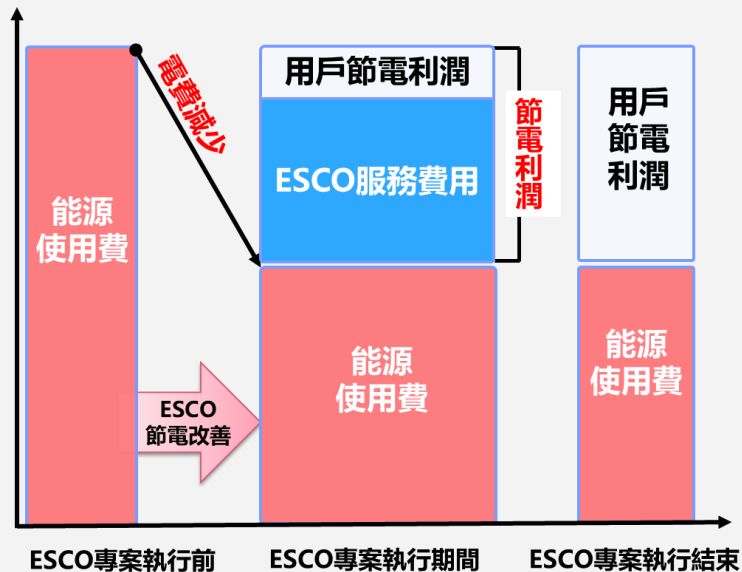 能源
使用費
電費減少
ESCO
節電改善
用戶節電利潤
ESCO服務費用
能源
使用費
節電利潤
用戶
節電
利潤
能源
使用費
ESCO專案執行前
ESCO專案執行期間
ESCO專案執行結束